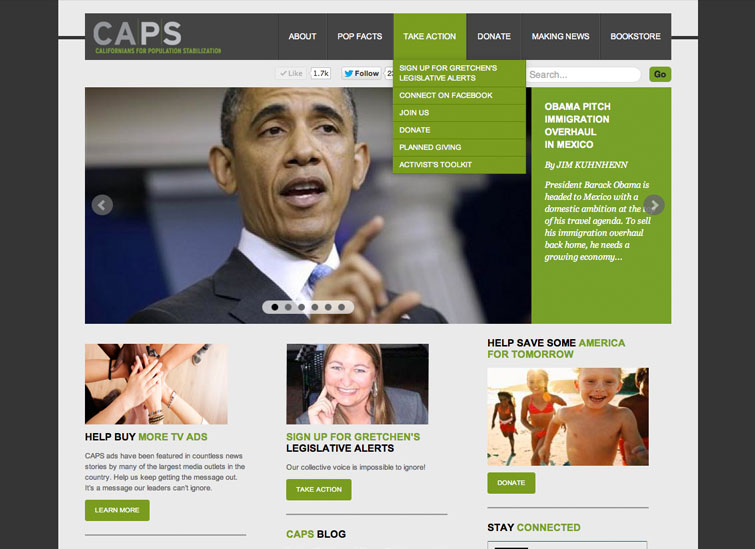 CAPS
CALIFORNIANS FOR POPULATION STABILIZATION
ABOUT
POP FACTS
TAKE ACTION
DONATE
MAKING NEWS
BOOKSTORE
Like
1.7k
Follow
SIGN UP FOR GRETCHEN'S
LEGISLATIVE ALERTS
CONNECT ON FACEBOOK
JOIN US
DONATE
PLANNED GIVING
ACTIVIST'S TOOLKIT
Search...
Go
OBAMA PITCH
IMMIGRATION
OVERHAUL
IN MEXICO
By JIM KUHNHENN
President Barack Obama is
headed to Mexico with a
domestic ambition at the
of his travel agenda. To sell
his immigration overhaul
back home, he needs a
growing economy...
HELP BUY MORE TV ADS
CAPS ads have been featured in countless news
stories by many of the largest media outlets in the
country. Help us keep getting the message out.
It's a message our leaders can't ignore.
LEARN MORE
SIGN UP FOR GRETCHEN'S
LEGISLATIVE ALERTS
Our collective voice is impossible to ignore!
TAKE ACTION
CAPS BLOG
HELP SAVE SOME AMERICA
FOR TOMORROW
DONATE
STAY CONNECTED